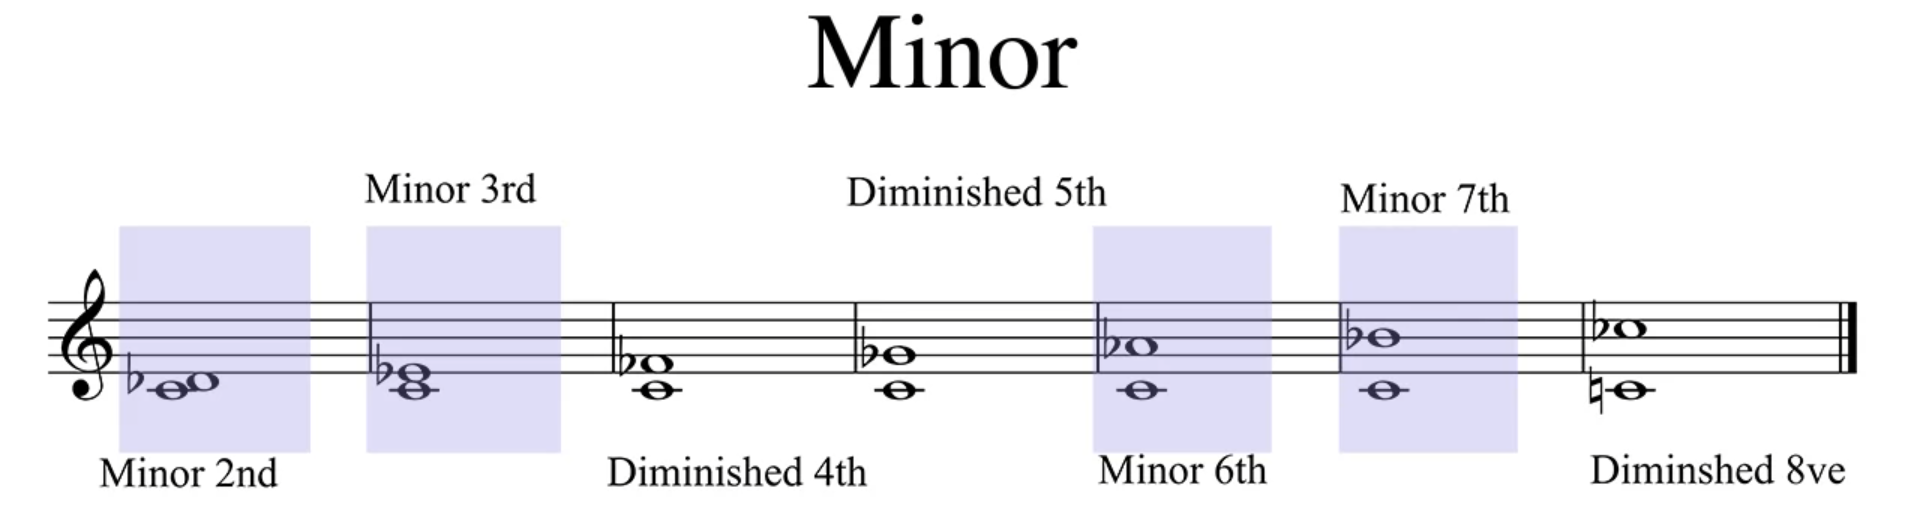 Minor
Minor 3rd
Diminished 5th
Minor 7th
Minor 2nd
Diminished 4th
Minor 6th
Diminshed 8ve